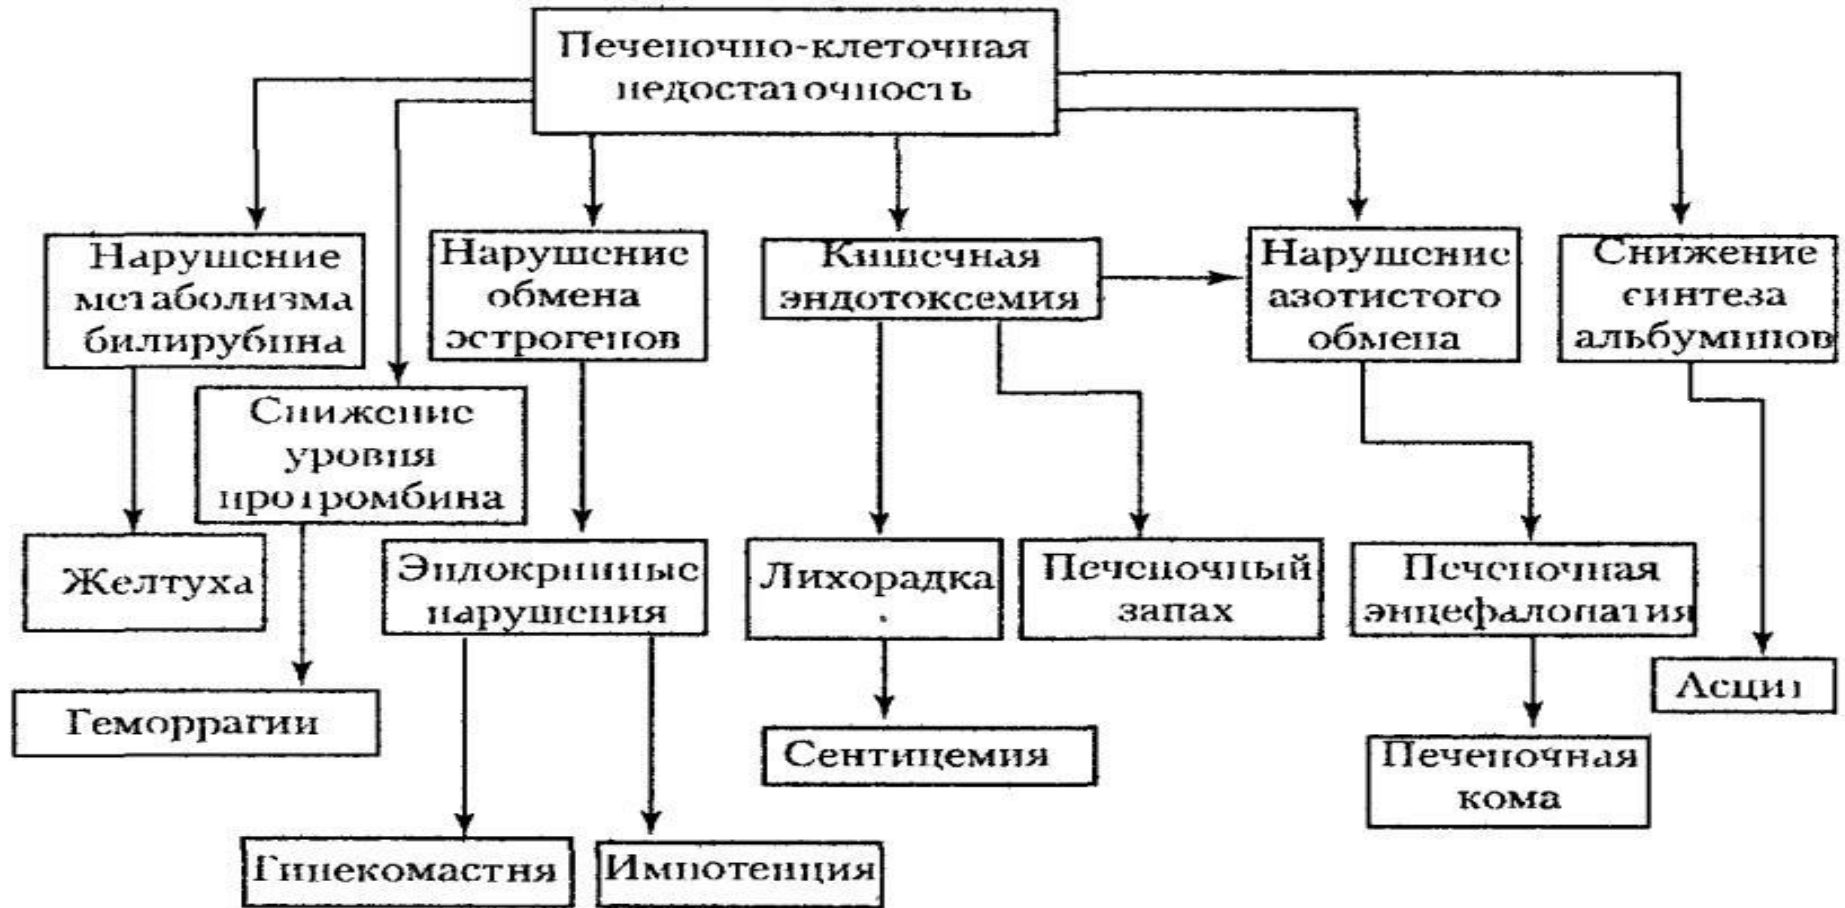 Печеночно-клеточная
недостаточность
Нарушение
метаболизма
билирубина
Нарушение
обмена
эстрогенов
Кишечная
эндотоксемия
Нарушение
азотистого
обмена
Снижение
синтеза
альбуминов
Снижение
уровня
протромбина
Желтуха
Эндокринные
нарушения
Лихорадка
Печеночный
запах
Печеночная
энцефалопатия
Асцит
Геморрагии
Септицемия
Печеночная
кома
Гинекомастия
Импотенция